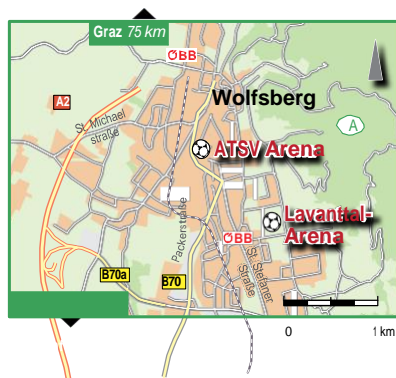 Graz 75 km
ÖBB
A2
Wolfsberg
St. Michael
straße
A
ATSV Arena
Lavanttal-
Arena
Packerstraße
ÖBB
St. Stefaner
Straße
B70a
B70
0 1 km